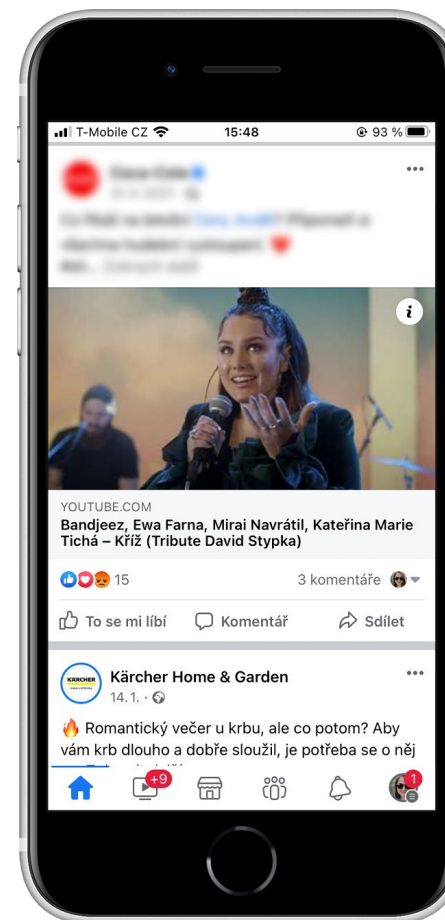 T-Mobile CZ
15:48
93 %
YOUTUBE.COM
Bandjeez, Ewa Farna, Mirai Navrátil, Kateřina Marie
Tichá – Kříž (Tribute David Stypka)
15
3 komentáře
To se mi líbí
Komentář
Sdílet
KÄRCHER
Kärcher Home & Garden
14. 1. ·
🔥 Romantický večer u krbu, ale co potom? Aby
vám krb dlouho a dobře sloužil, je potřeba se o něj
+9
1